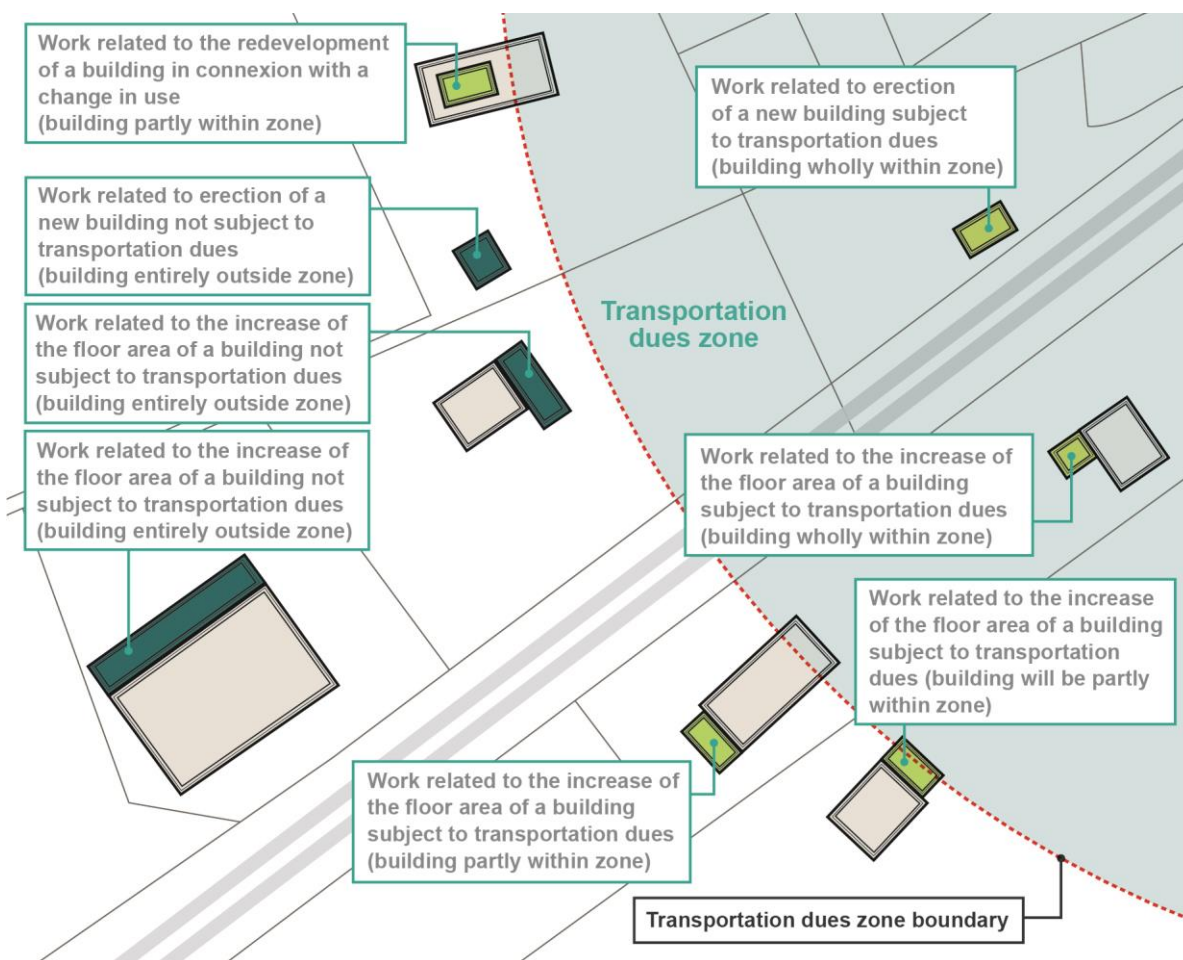 Work related to the redevelopment
of a building in connexion with a
change in use
(building partly within zone)
Work related to erection
of a new building subject
to transportation dues
(building wholly within zone)
Work related to erection of a
new building not subject to
transportation dues
(building entirely outside zone)
Transportation
dues zone
Work related to the increase of
the floor area of a building not
subject to transportation dues
(building entirely outside zone)
Work related to the increase of
the floor area of a building not
subject to transportation dues
(building entirely outside zone)
Work related to the increase of
the floor area of a building
subject to transportation dues
(building wholly within zone)
Work related to the increase
of the floor area of a building
subject to transportation
dues (building will be partly
within zone)
Work related to the increase of
the floor area of a building
subject to transportation dues
(building partly within zone)
Transportation dues zone boundary